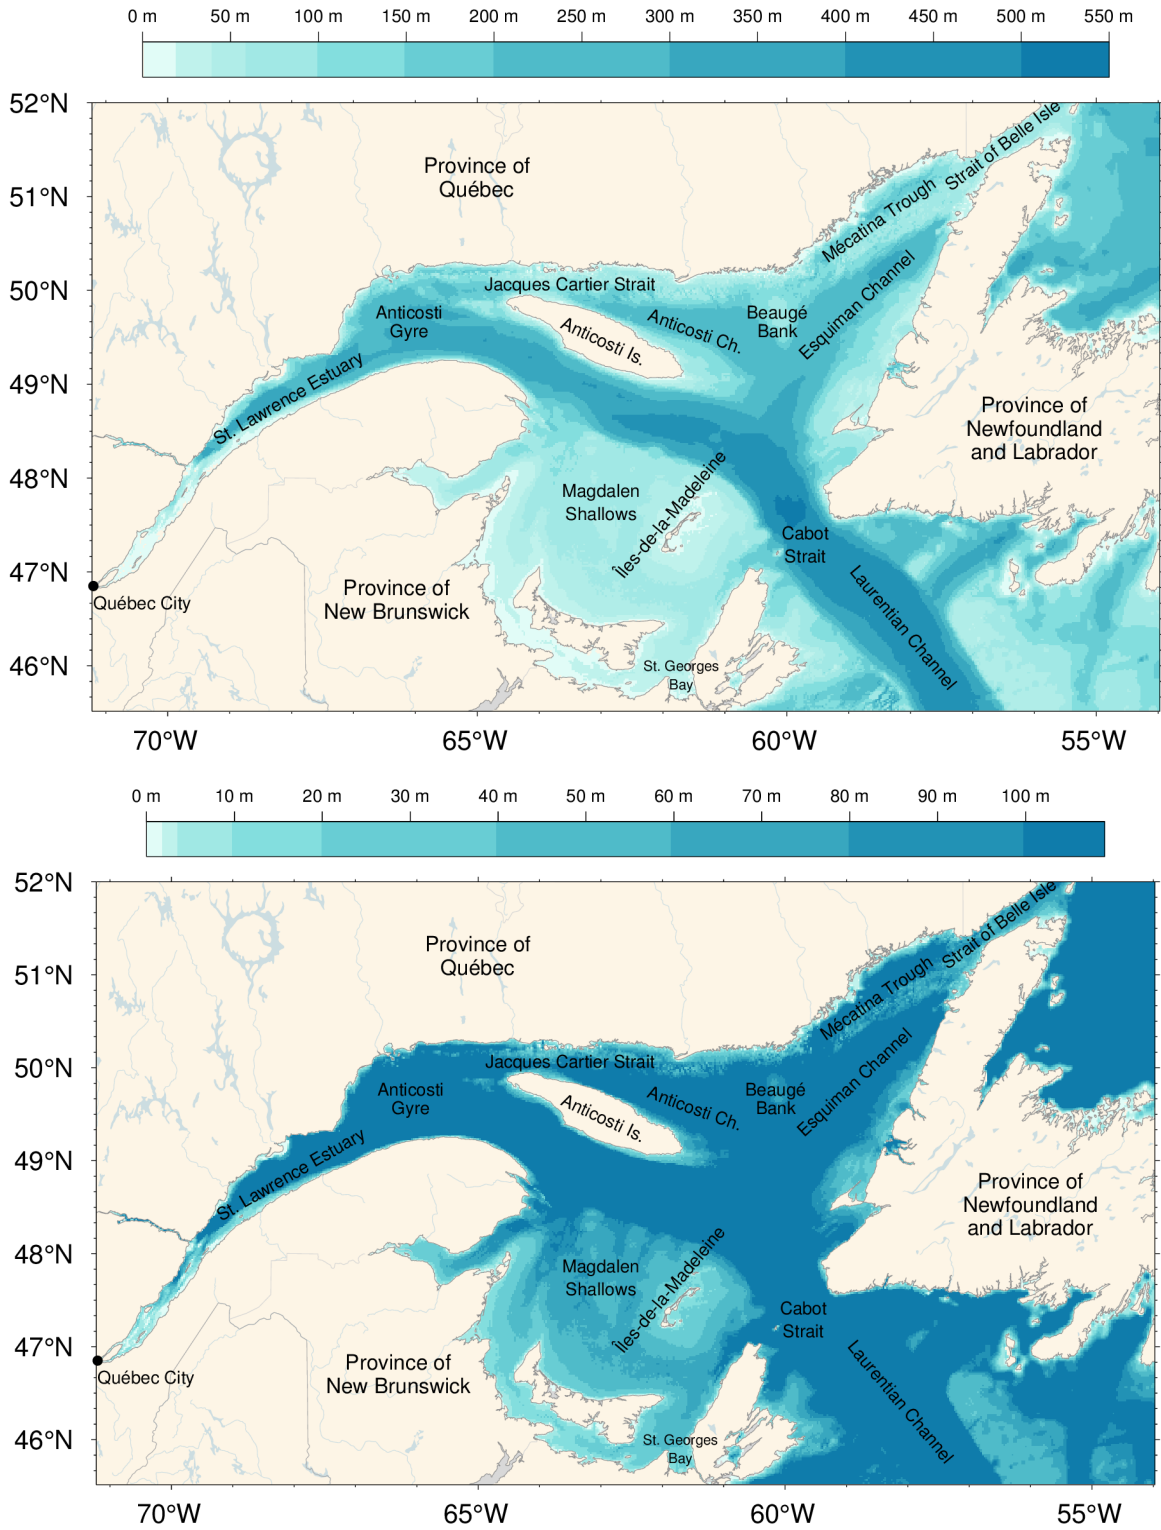 0 m 50 m 100 m 150 m 200 m 250 m 300 m 350 m 400 m 450 m 500 m 550 m
52°N
51°N
50°N
49°N
48°N
47°N
46°N
Province of
Québec
Strait of Belle Isle
Mécatina Trough
Jacques Cartier Strait
Esquiman Channel
Anticosti
Gyre
Anticosti Is.
Anticosti Ch.
Beaugé
Bank
St. Lawrence Estuary
Province of
Newfoundland
and Labrador
Magdalen
Shallows
Îles-de-la-Madeleine
Cabot
Strait
Québec City
Province of
New Brunswick
Laurentian Channel
St. Georges
Bay
70°W 65°W 60°W 55°W
0 m 10 m 20 m 30 m 40 m 50 m 60 m 70 m 80 m 90 m 100 m
52°N
51°N
50°N
49°N
48°N
47°N
46°N
Province of
Québec
Strait of Belle Isle
Mécatina Trough
Jacques Cartier Strait
Esquiman Channel
Anticosti
Gyre
Anticosti Is.
Anticosti Ch.
Beaugé
Bank
St. Lawrence Estuary
Province of
Newfoundland
and Labrador
Magdalen
Shallows
Îles-de-la-Madeleine
Cabot
Strait
Québec City
Province of
New Brunswick
Laurentian Channel
St. Georges
Bay
70°W 65°W 60°W 55°W